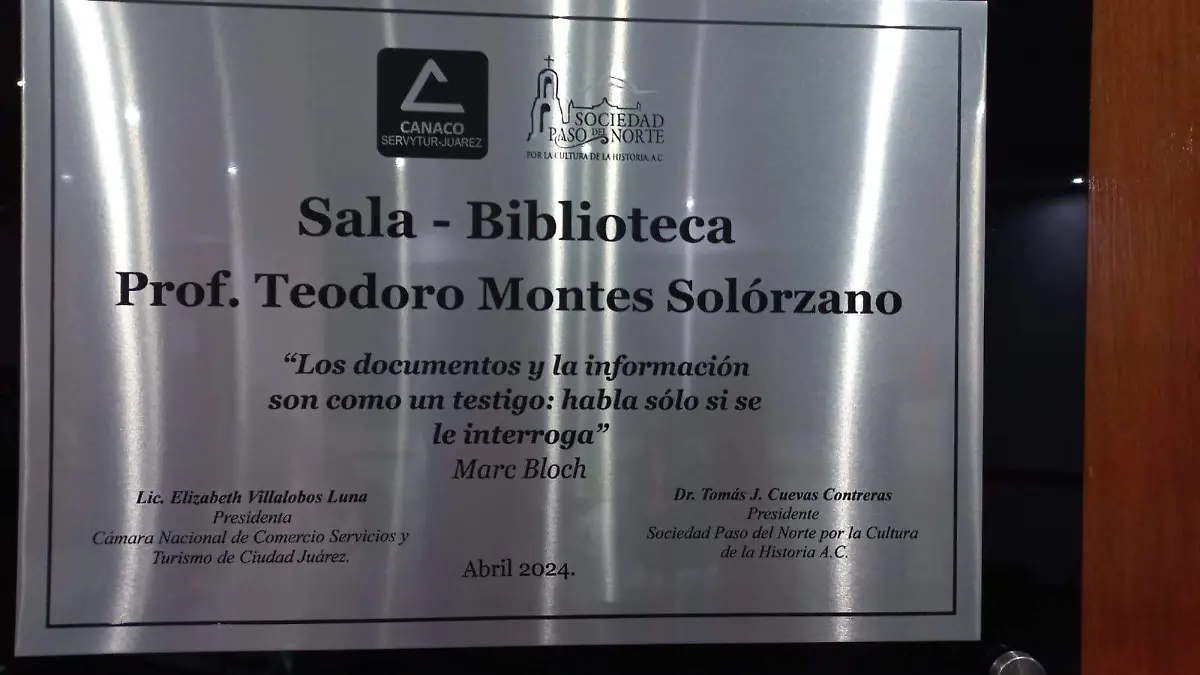 CANACO
SERVYTUR-JUAREZ
SOCIEDAD
PASO DEL NORTE
POR LA CULTURA DE LA HISTORIA, A.C
Sala - Biblioteca
Prof. Teodoro Montes Solórzano
“Los documentos y la información
son como un testigo: habla sólo si se
le interroga”
Marc Bloch
Lic. Elizabeth Villalobos Luna
Presidenta
Cámara Nacional de Comercio Servicios y
Turismo de Ciudad Juárez.
Dr. Tomás J. Cuevas Contreras
Presidente
Sociedad Paso del Norte por la Cultura
de la Historia A.C.
Abril 2024.